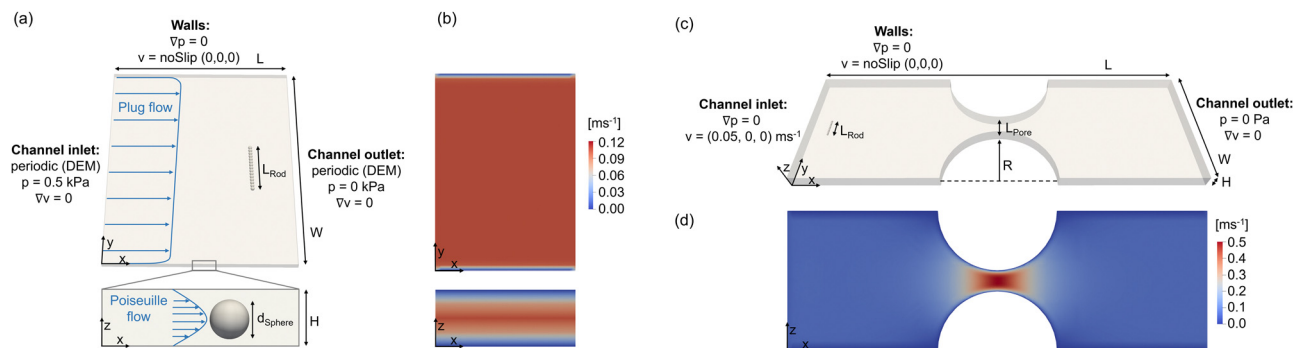 (a)
Walls:
∇p = 0
v = noSlip (0,0,0)
L
Plug flow
Channel inlet:
periodic (DEM)
p = 0.5 kPa
∇v = 0
L_Rod
Channel outlet:
periodic (DEM)
p = 0 kPa
∇v = 0
W
y
x
Poiseuille
flow
d_Sphere
H
z
x
(b)
[ms⁻¹]
0.12
0.09
0.06
0.03
0.00
y
x
z
x
(c)
Walls:
∇p = 0
v = noSlip (0,0,0)
L
Channel inlet:
∇p = 0
v = (0.05, 0, 0) ms⁻¹
L_Rod
L_Pore
R
Channel outlet:
p = 0 Pa
∇v = 0
W
H
z
y
x
(d)
[ms⁻¹]
0.5
0.4
0.3
0.2
0.1
0.0
z
x